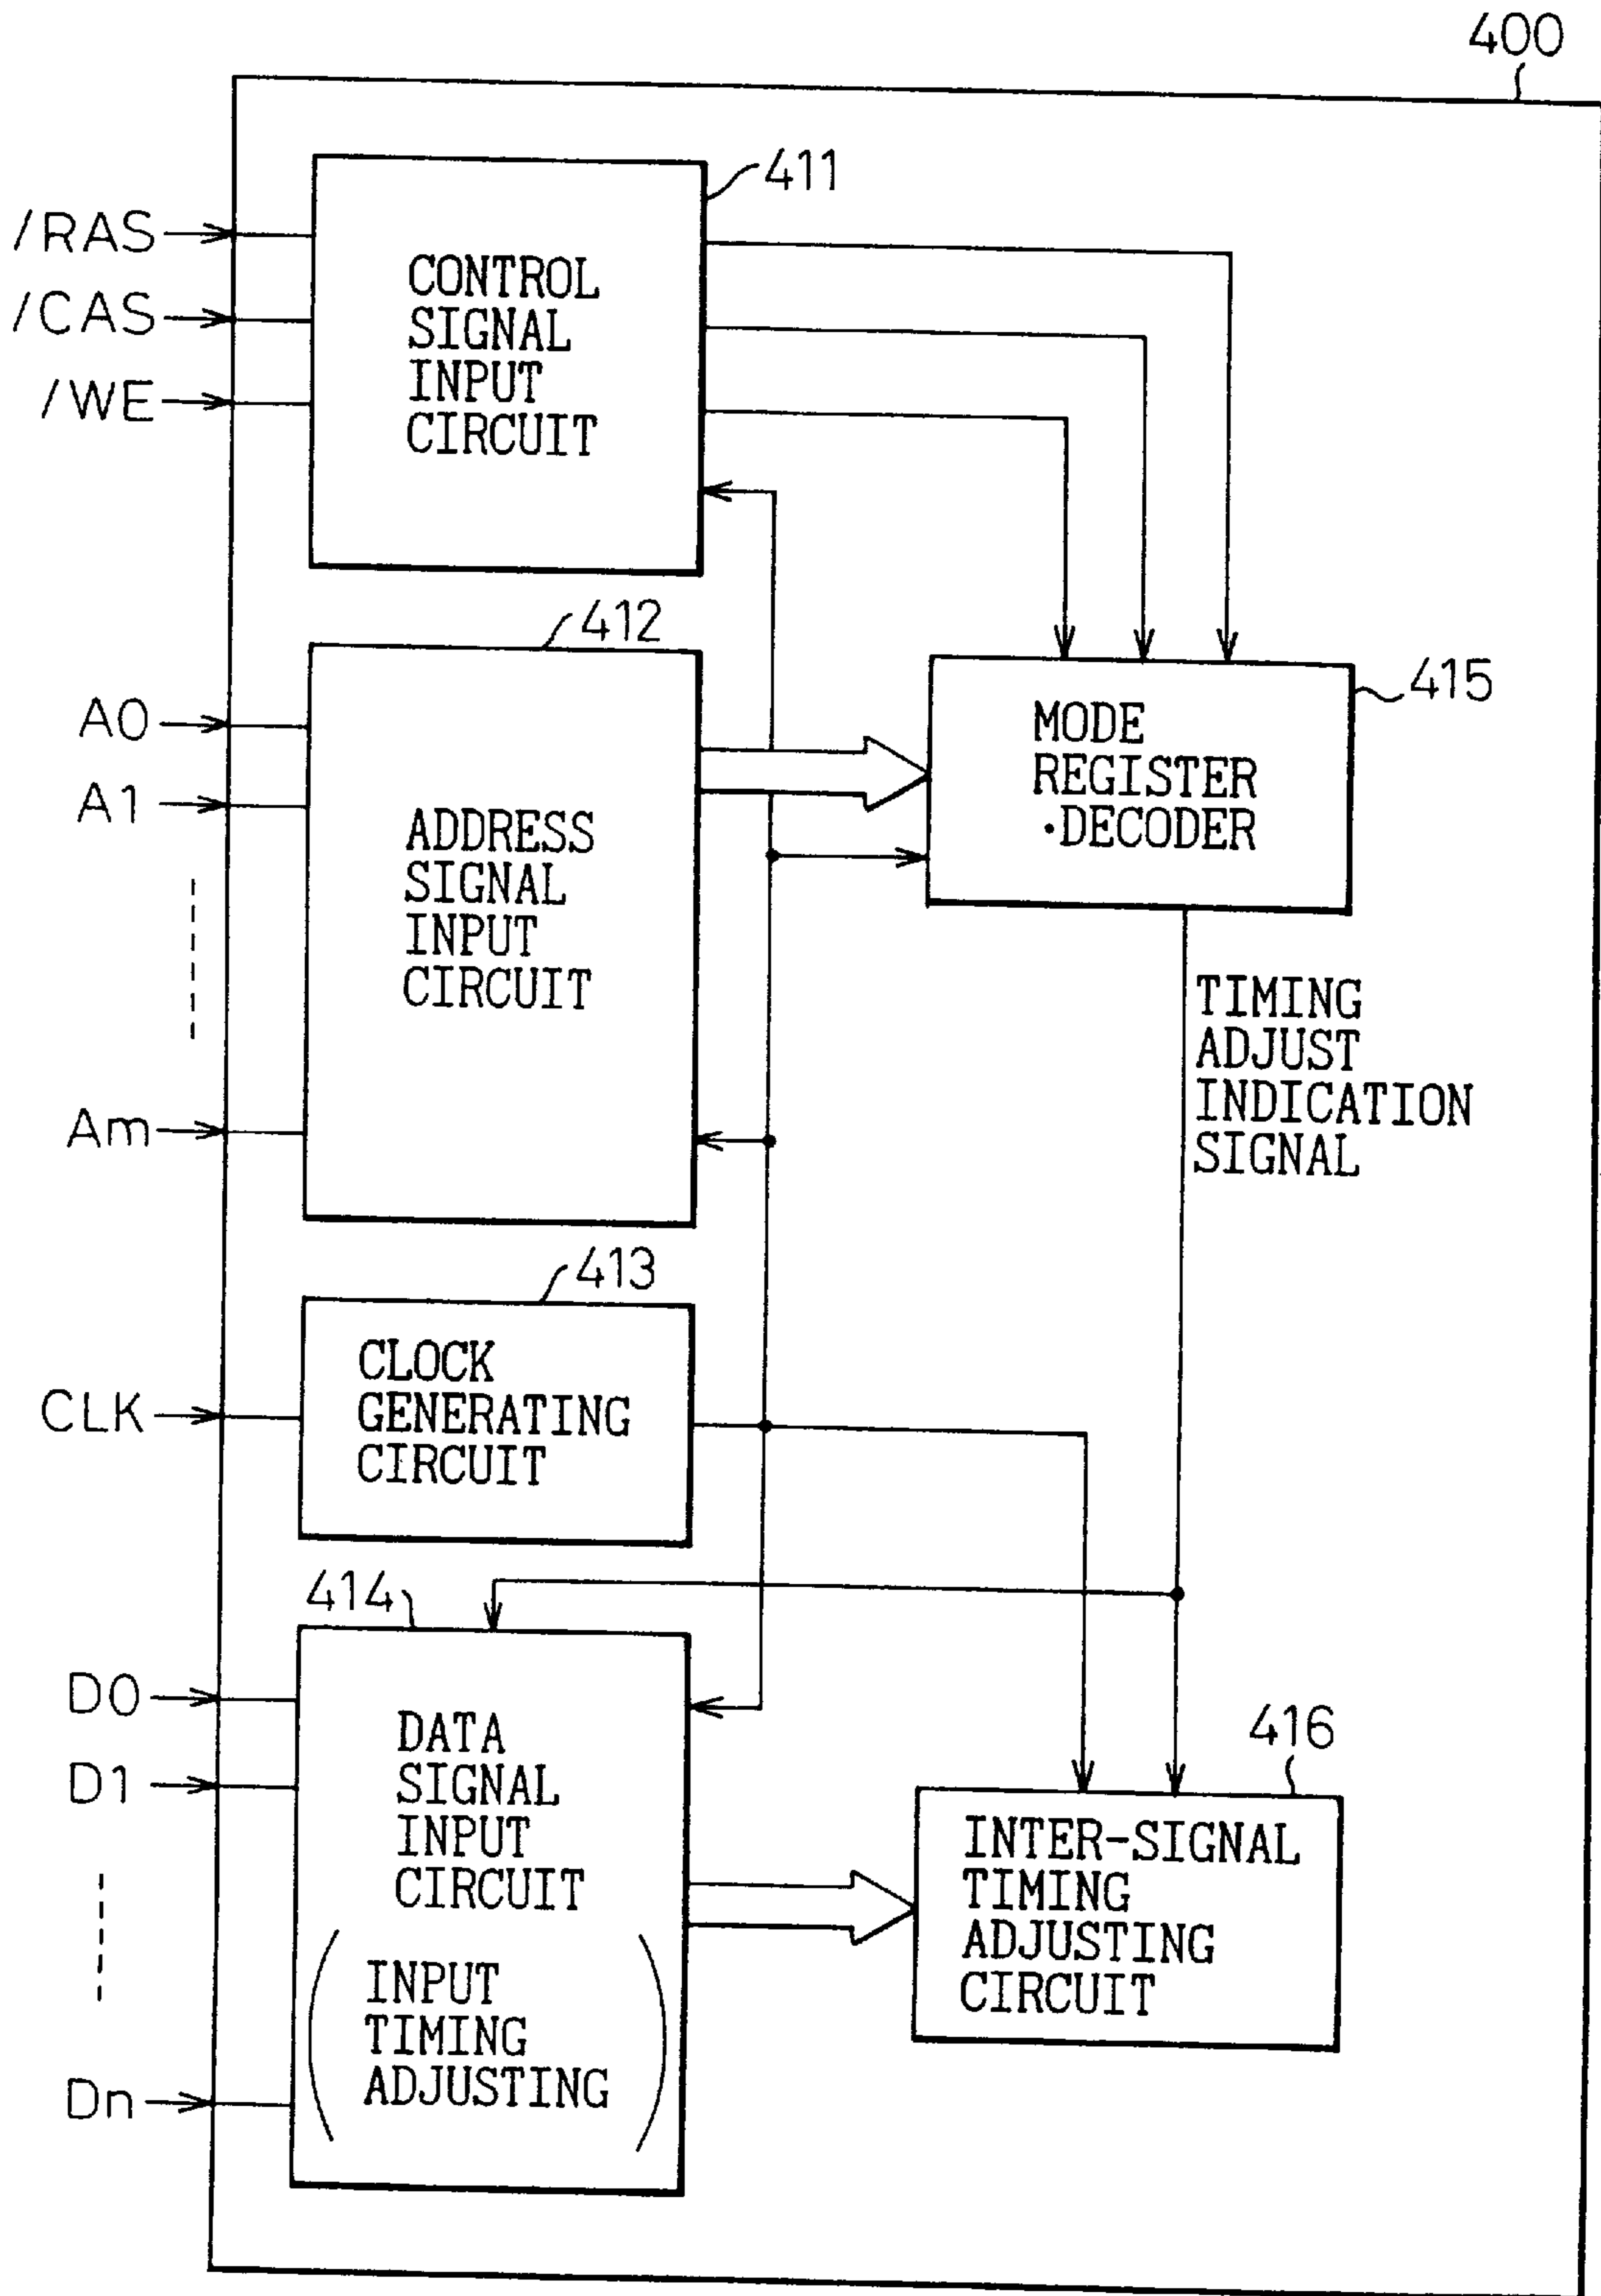 400
411
/RAS
/CAS
/WE
CONTROL
SIGNAL
INPUT
CIRCUIT
412
415
A0
A1
Am
ADDRESS
SIGNAL
INPUT
CIRCUIT
MODE
REGISTER
·DECODER
TIMING
ADJUST
INDICATION
SIGNAL
413
CLK
CLOCK
GENERATING
CIRCUIT
414
D0
D1
Dn
DATA
SIGNAL
INPUT
CIRCUIT
(INPUT
TIMING
ADJUSTING)
416
INTER-SIGNAL
TIMING
ADJUSTING
CIRCUIT